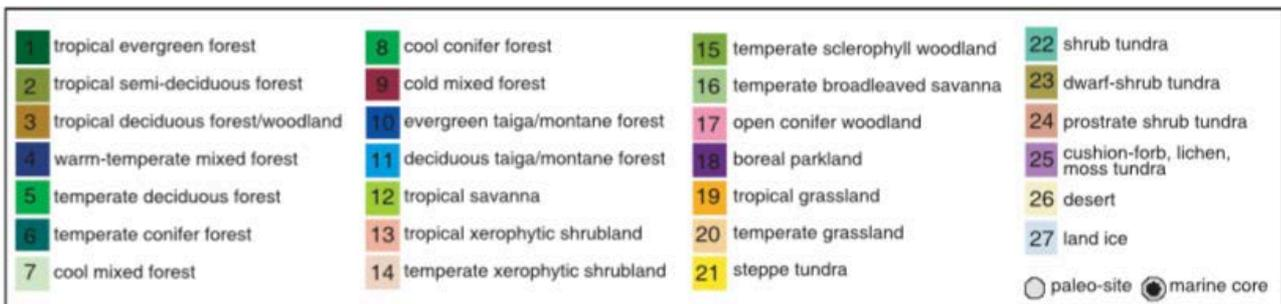 1 tropical evergreen forest
2 tropical semi-deciduous forest
3 tropical deciduous forest/woodland
4 warm-temperate mixed forest
5 temperate deciduous forest
6 temperate conifer forest
7 cool mixed forest
8 cool conifer forest
9 cold mixed forest
10 evergreen taiga/montane forest
11 deciduous taiga/montane forest
12 tropical savanna
13 tropical xerophytic shrubland
14 temperate xerophytic shrubland
15 temperate sclerophyll woodland
16 temperate broadleaved savanna
17 open conifer woodland
18 boreal parkland
19 tropical grassland
20 temperate grassland
21 steppe tundra
22 shrub tundra
23 dwarf-shrub tundra
24 prostrate shrub tundra
25 cushion-forb, lichen,
moss tundra
26 desert
27 land ice
paleo-site marine core